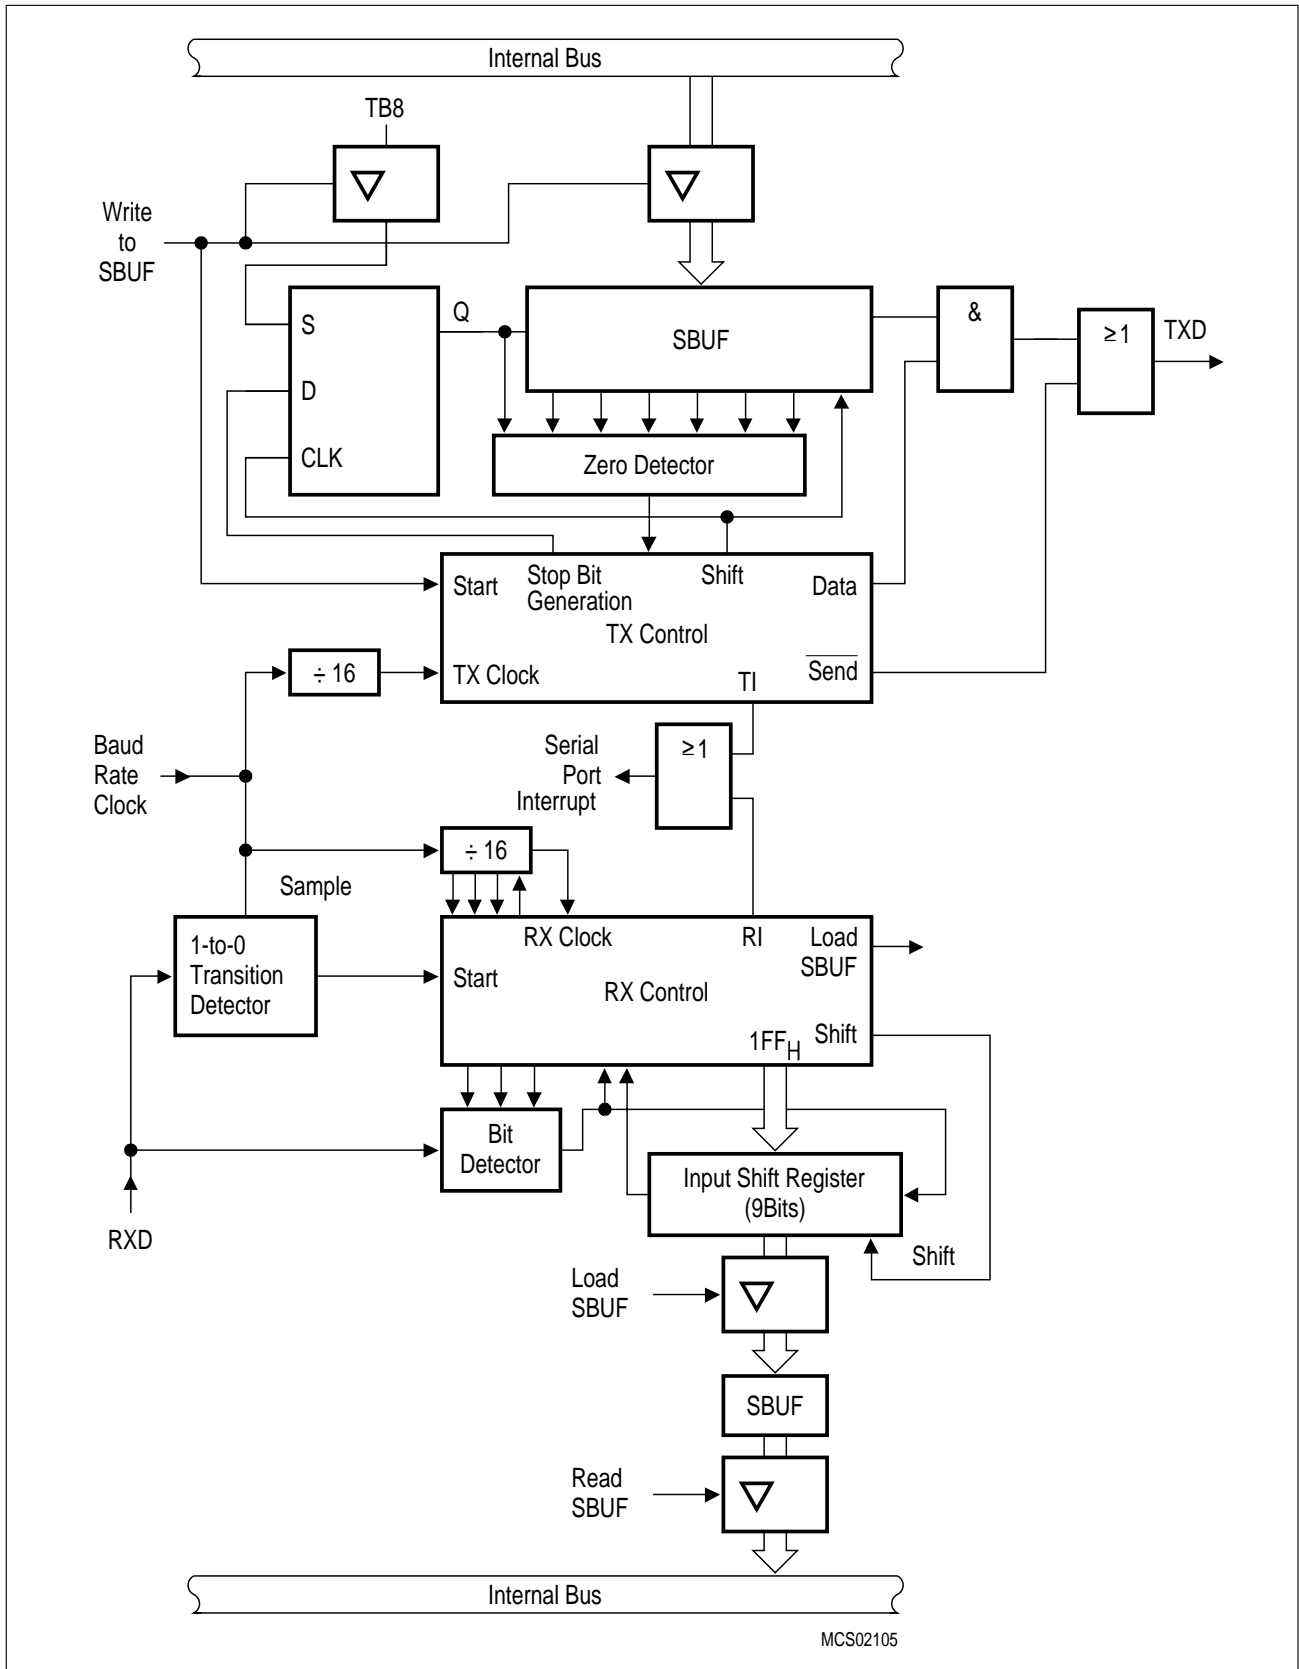 Internal Bus
TB8
Write
to
SBUF
S
Q
SBUF
&
≥1
TXD
D
CLK
Zero Detector
Start
Stop Bit
Generation
Shift
Data
TX Control
÷ 16
TX Clock
TI
Send
Baud
Rate
Clock
Serial
Port
Interrupt
≥1
÷ 16
Sample
1-to-0
Transition
Detector
RX Clock
RI
Load
SBUF
Start
RX Control
1FFH
Shift
Bit
Detector
Input Shift Register
(9Bits)
RXD
Shift
Load
SBUF
SBUF
Read
SBUF
Internal Bus
MCS02105